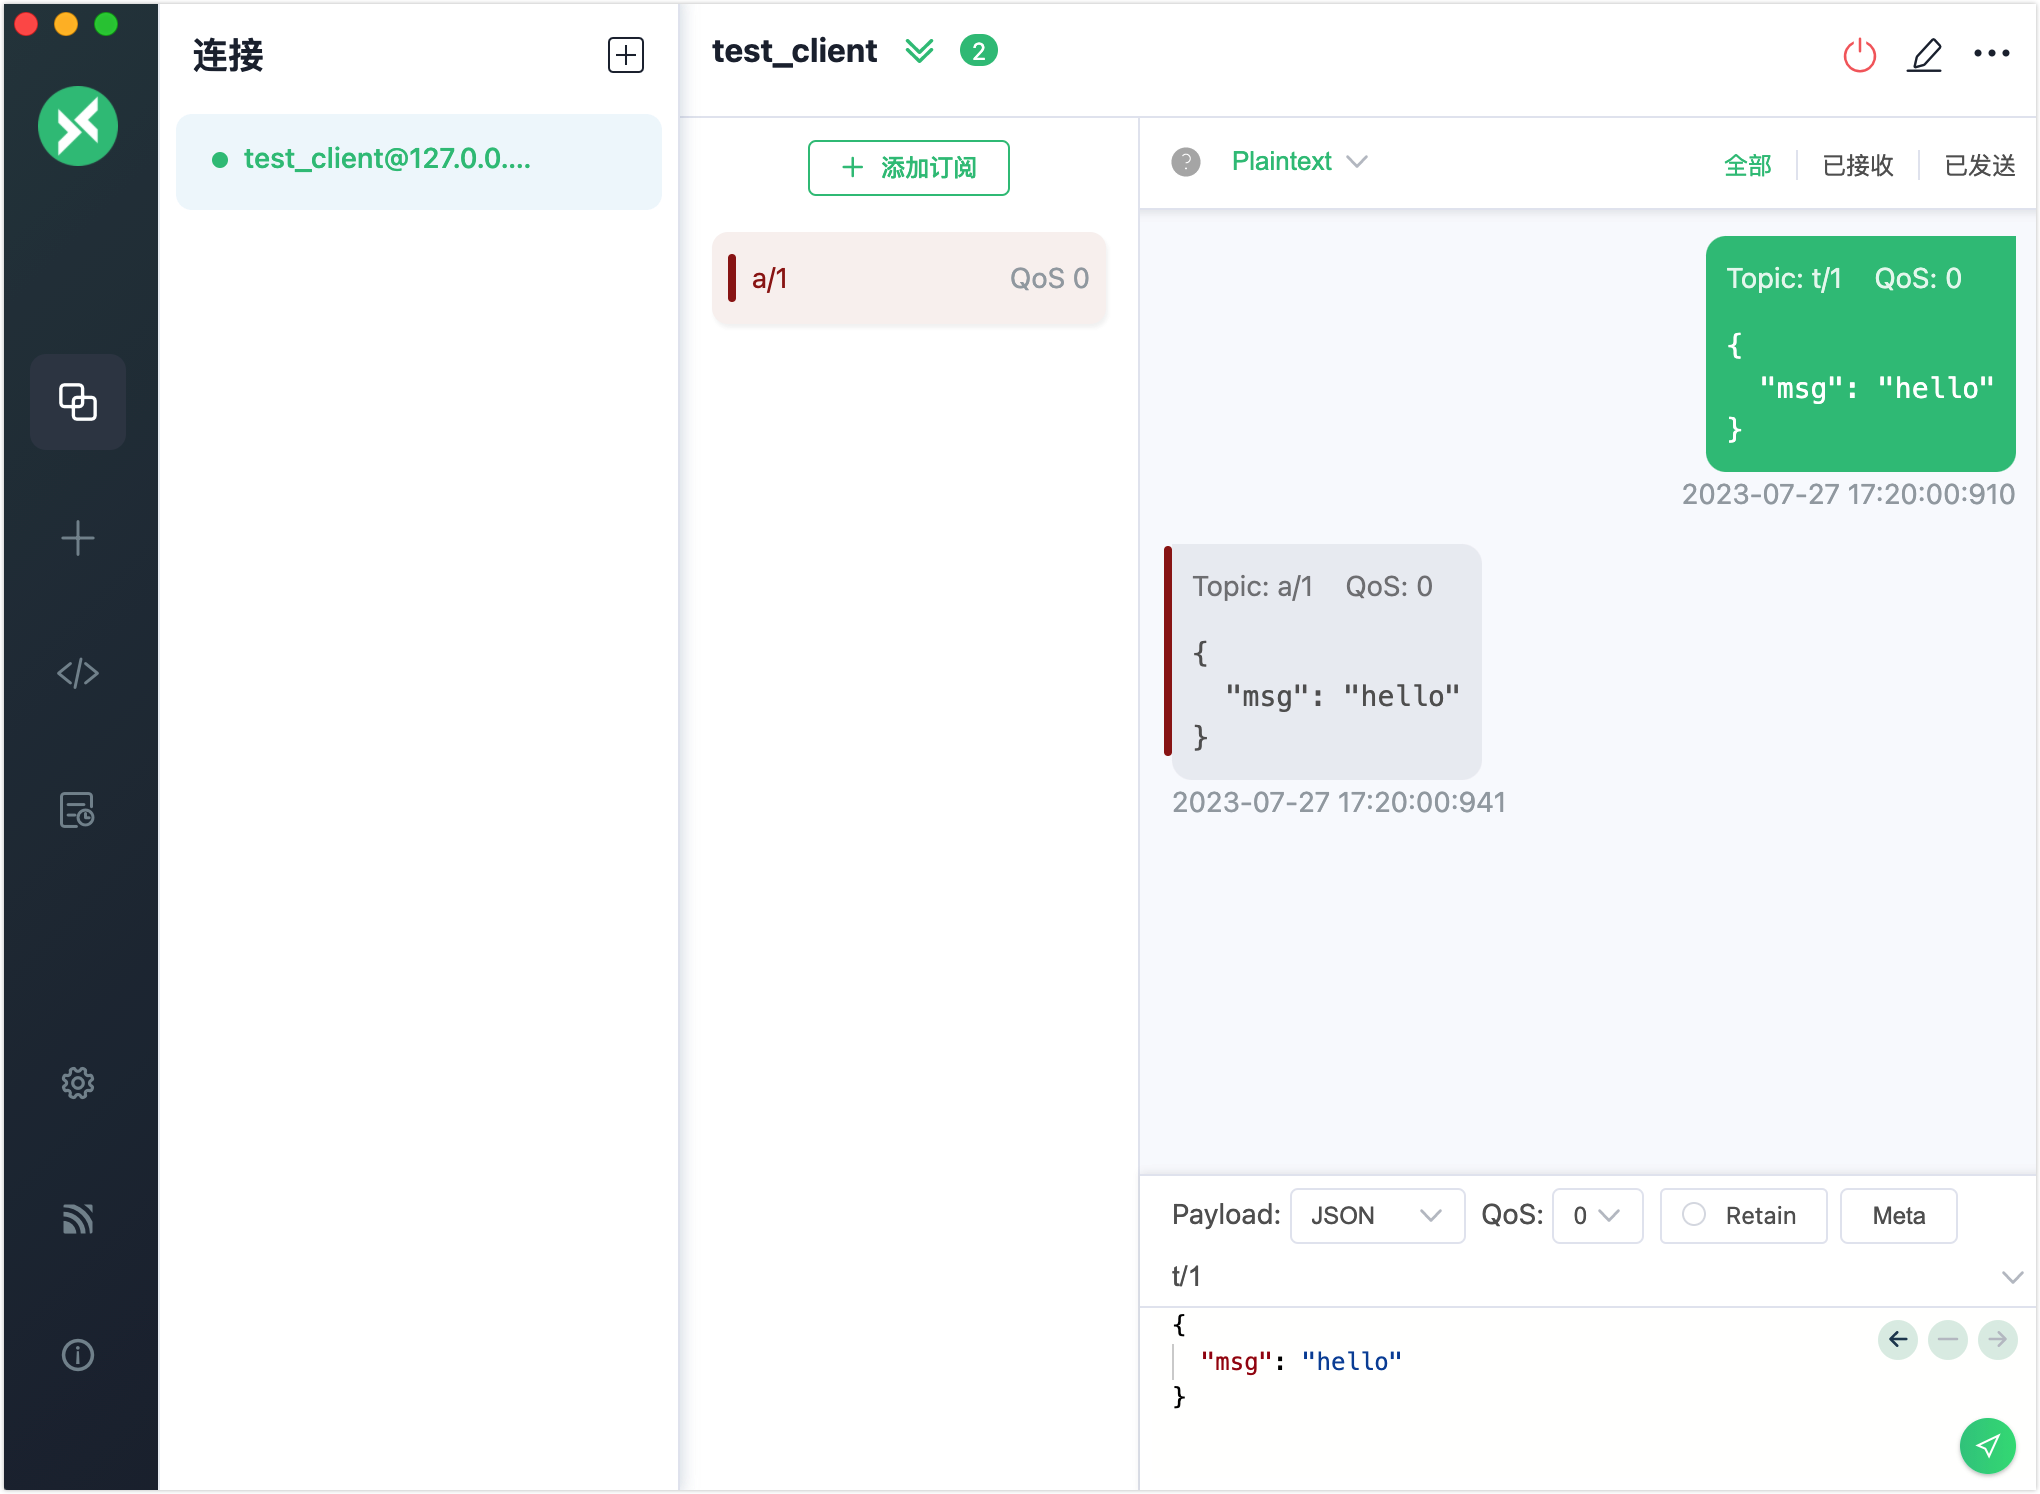 连接
test_client@127.0.0....
test_client 2
添加订阅
a/1 QoS 0
Plaintext
全部 已接收 已发送
Topic: t/1 QoS: 0
{
"msg": "hello"
}
2023-07-27 17:20:00:910
Topic: a/1 QoS: 0
{
"msg": "hello"
}
2023-07-27 17:20:00:941
Payload: JSON QoS: 0 Retain Meta
t/1
{
"msg": "hello"
}